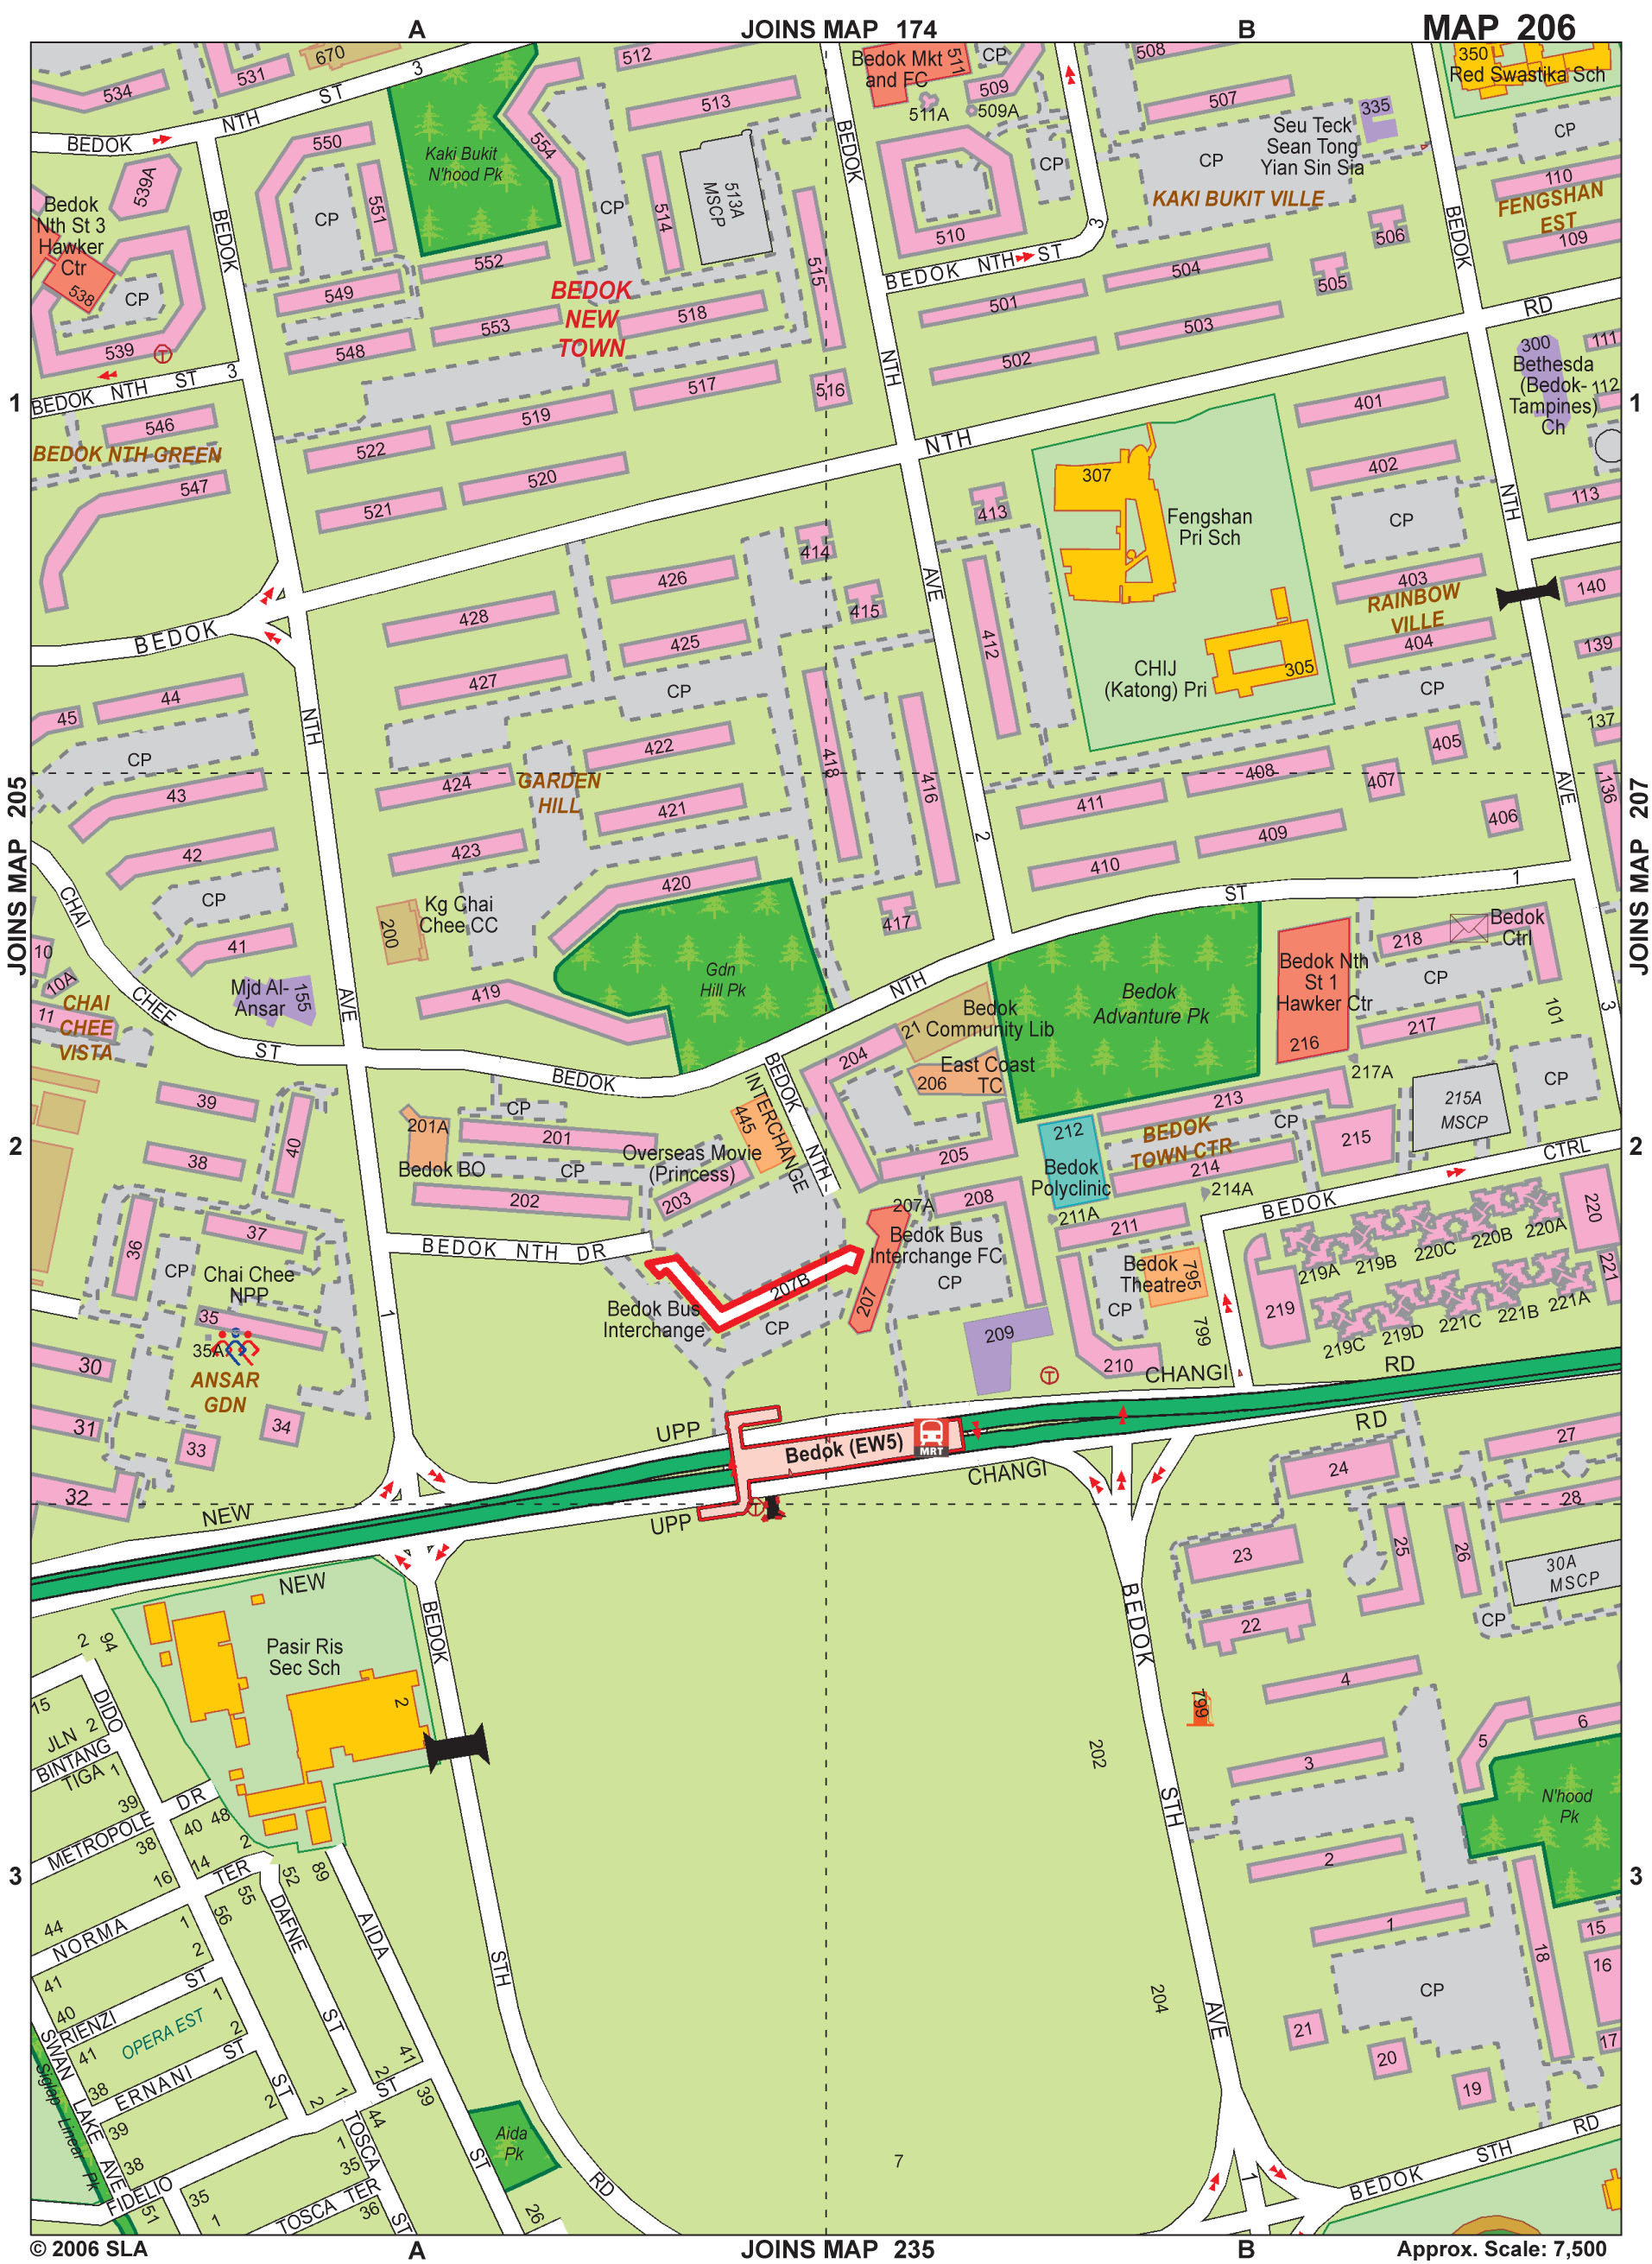 A
JOINS MAP 174
B
MAP 206
670
512
Bedok Mkt
and FC
511
CP
508
350
Red Swastika Sch
534
531
3
ST
NTH
BEDOK
513
509
511A
509A
507
335
Seu Teck
Sean Tong
Yian Sin Sia
CP
CP
550
554
Kaki Bukit
N'hood Pk
BEDOK
CP
539A
Bedok
Nth St 3
Hawker
Ctr
538
CP
551
CP
514
513A
MSCP
510
KAKI BUKIT VILLE
110
FENGSHAN
EST
109
3
506
BEDOK
BEDOK
552
515
BEDOK NTH ST
504
505
CP
549
BEDOK
NEW
TOWN
501
RD
553
518
503
300
111
539
T
548
502
Bethesda
(Bedok-
Tampines)
Ch
112
BEDOK NTH ST 3
517
516
NTH
1
401
1
546
519
NTH
BEDOK NTH GREEN
522
402
547
520
307
113
521
413
Fengshan
Pri Sch
CP
NTH
414
426
AVE
403
140
428
415
RAINBOW
VILLE
BEDOK
425
412
404
139
427
CP
CHIJ
(Katong) Pri
305
CP
44
45
NTH
137
CP
422
418
405
424
GARDEN
HILL
416
408
407
AVE
136
43
421
411
406
JOINS MAP 205
JOINS MAP 207
42
423
2
409
410
CHAI
CP
420
ST
1
Kg Chai
Chee CC
200
417
Bedok
Ctrl
218
10
41
10A
Gdn
Hill Pk
Bedok Nth
St 1
Hawker Ctr
CP
Mjd Al-
Ansar
155
NTH
Bedok
Advanture Pk
CHAI
CHEE
VISTA
11
CHEE
AVE
419
Bedok
Community Lib
21
216
217
101
3
ST
204
East Coast
TC
206
217A
BEDOK
BEDOK
INTERCHANGE
NTH
CP
39
CP
213
215A
MSCP
201A
445
212
BEDOK
TOWN CTR
CP
215
2
40
201
2
38
Bedok BO
CP
Overseas Movie
(Princess)
205
Bedok
Polyclinic
214
CTRL
202
203
208
214A
BEDOK
207A
211A
211
220
36
37
BEDOK NTH DR
Bedok Bus
Interchange FC
219A
219B
220C
220B
220A
CP
Chai Chee
NPP
CP
Bedok
Theatre
795
221
207B
207
219
35
35A
1
Bedok Bus
Interchange
CP
209
CP
799
219C
219D
221C
221B
221A
30
ANSAR
GDN
T
210
CHANGI
RD
31
34
33
UPP
Bedok (EW5)
MRT
RD
27
CHANGI
24
32
NEW
28
UPP
T
23
25
26
30A
MSCP
NEW
BEDOK
BEDOK
CP
22
2
94
Pasir Ris
Sec Sch
15
DIDO
2
4
JLN
2
BINTANG
TIGA
1
799
5
6
202
3
39
DR
STH
N'hood
Pk
METROPOLE
38
40
48
2
2
3
16
14
TER
52
89
3
55
44
56
1
NORMA
1
DAFNE
AIDA
18
15
2
STH
41
ST
16
40
1
CP
RIENZI
OPERA EST
204
SWAN
41
2
ST
AVE
21
17
Siglap
Linear
Pk
38
ST
ERNANI
41
20
LAKE
39
2
ST
2
1
2
ST
39
19
44
TOSCA
AVE
38
1
Aida
Pk
RD
35
7
STH
FIDELIO
35
ST
RD
1
BEDOK
51
1
TOSCA TER
36
ST
26
© 2006 SLA
A
JOINS MAP 235
B
Approx. Scale: 7,500